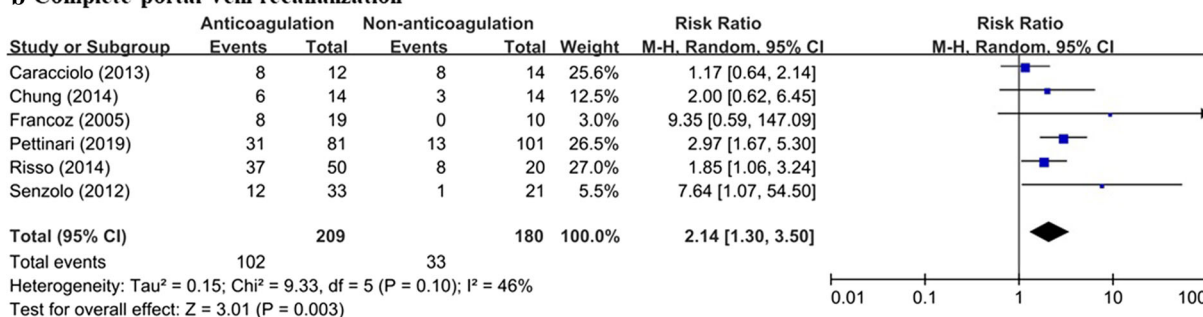 b Complete portal vein recanalization
Anticoagulation Non-anticoagulation Risk Ratio Risk Ratio
Study or Subgroup Events Total Events Total Weight M-H, Random, 95% CI M-H, Random, 95% CI
Caracciolo (2013) 8 12 8 14 25.6% 1.17 [0.64, 2.14]
Chung (2014) 6 14 3 14 12.5% 2.00 [0.62, 6.45]
Francoz (2005) 8 19 0 10 3.0% 9.35 [0.59, 147.09]
Pettinari (2019) 31 81 13 101 26.5% 2.97 [1.67, 5.30]
Risso (2014) 37 50 8 20 27.0% 1.85 [1.06, 3.24]
Senzolo (2012) 12 33 1 21 5.5% 7.64 [1.07, 54.50]
Total (95% CI) 209 180 100.0% 2.14 [1.30, 3.50]
Total events 102 33
Heterogeneity: Tau² = 0.15; Chi² = 9.33, df = 5 (P = 0.10); I² = 46%
Test for overall effect: Z = 3.01 (P = 0.003)
0.01 0.1 1 10 100